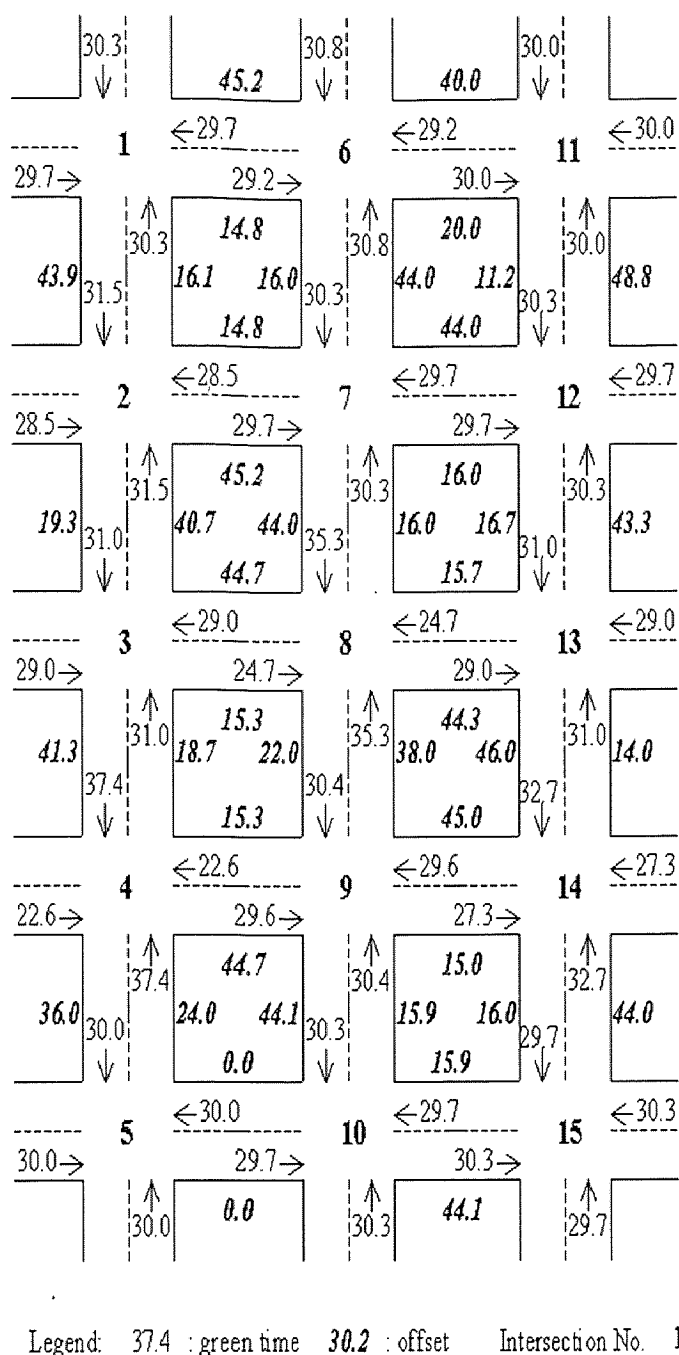 30.3 30.8 30.0
45.2 40.0
1 ←29.7 6 ←29.2 11 ←30.0
29.7→ 29.2→ 30.0→
30.3 14.8 30.8 20.0 30.0
43.9 31.5 16.1 16.0 30.3 44.0 11.2 30.3 48.8
14.8 44.0
2 ←28.5 7 ←29.7 12 ←29.7
28.5→ 29.7→ 29.7→
31.5 45.2 30.3 16.0 30.3
19.3 31.0 40.7 44.0 35.3 16.0 16.7 31.0 43.3
44.7 15.7
3 ←29.0 8 ←24.7 13 ←29.0
29.0→ 24.7→ 29.0→
31.0 15.3 35.3 44.3 31.0
41.3 37.4 18.7 22.0 30.4 38.0 46.0 32.7 14.0
15.3 45.0
4 ←22.6 9 ←29.6 14 ←27.3
22.6→ 29.6→ 27.3→
37.4 44.7 30.4 15.0 32.7
36.0 30.0 24.0 44.1 30.3 15.9 16.0 29.7 44.0
0.0 15.9
5 ←30.0 10 ←29.7 15 ←30.3
30.0→ 29.7→ 30.3→
30.0 0.0 30.3 44.1 29.7
Legend: 37.4 : green time 30.2 : offset Intersection No. 1